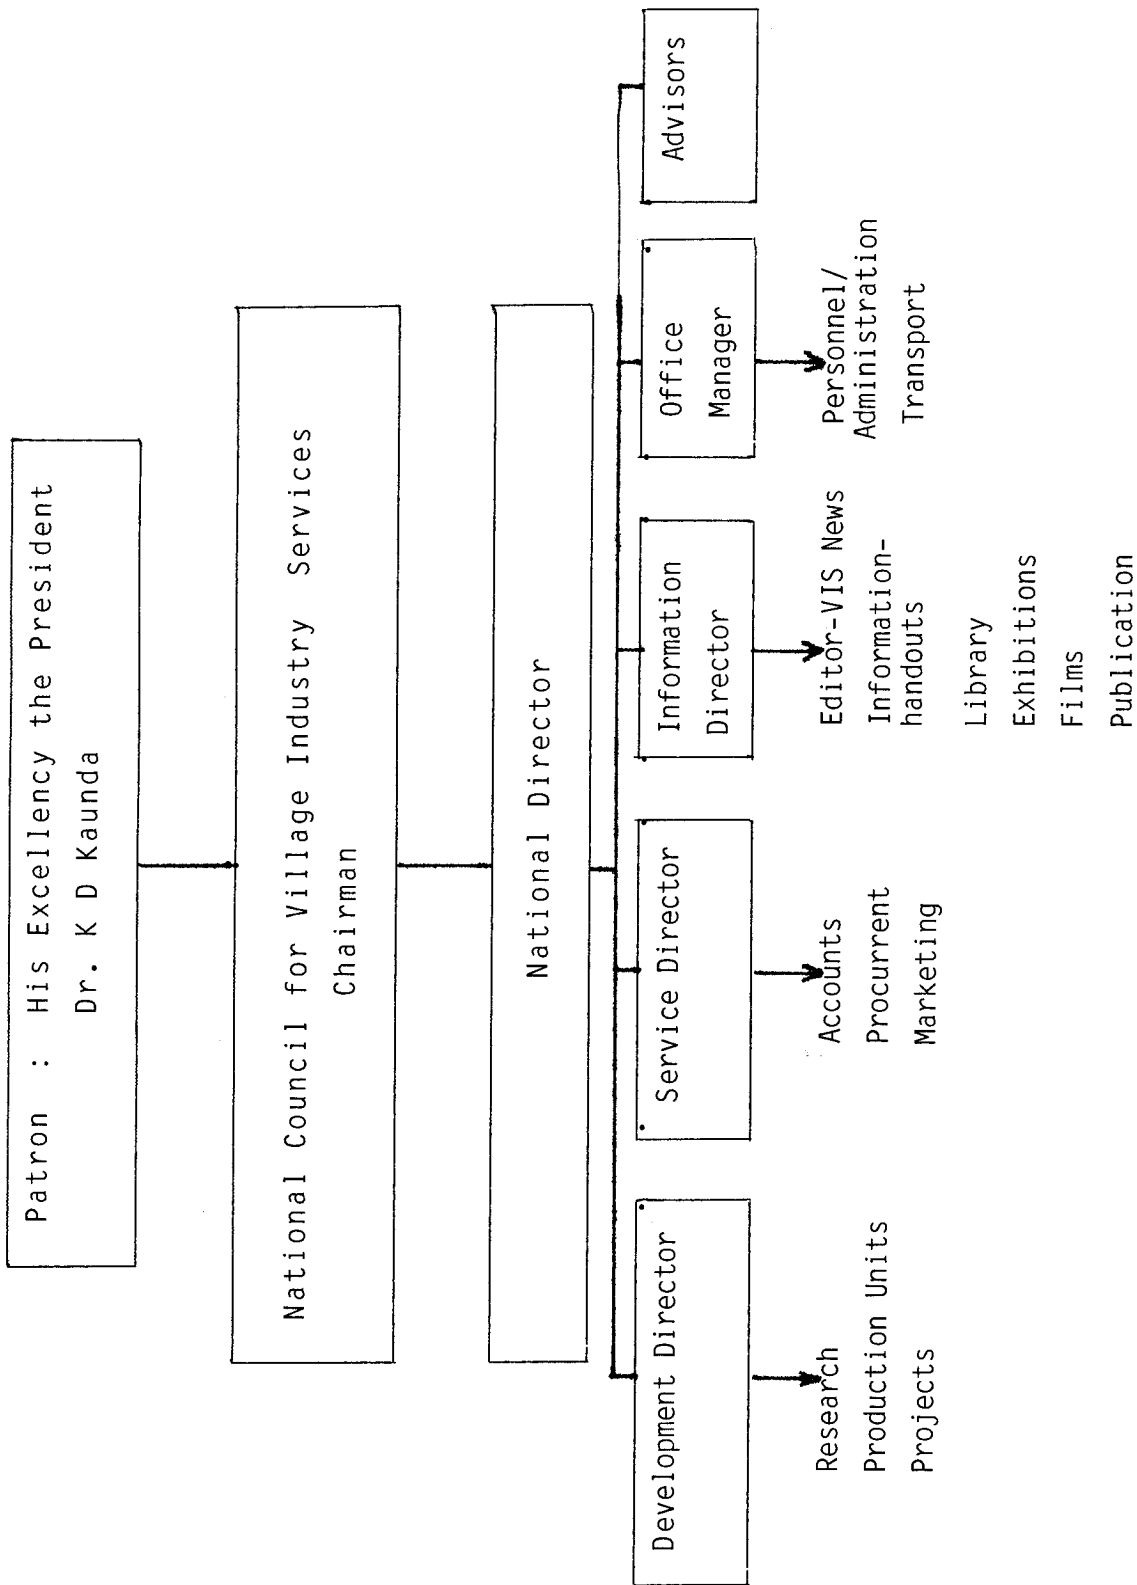 Patron : His Excellency the President
Dr. K D Kaunda
National Council for Village Industry Services
Chairman
National Director
Development Director
Service Director
Information
Director
Office
Manager
Advisors
Research
Production Units
Projects
Accounts
Procurrent
Marketing
Editor-VIS News
Information-
handouts
Library
Exhibitions
Films
Publication
Personnel/
Administration
Transport